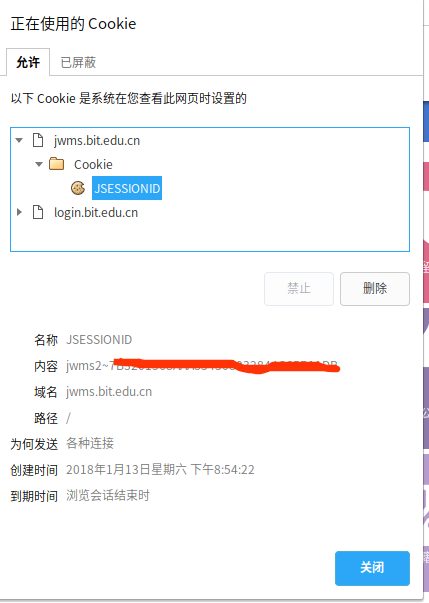 正在使用的 Cookie
允许 已屏蔽
以下 Cookie 是系统在您查看此网页时设置的
jwms.bit.edu.cn
Cookie
JSESSIONID
login.bit.edu.cn
禁止 删除
名称 JSESSIONID
内容 jwms2~
域名 jwms.bit.edu.cn
路径 /
为何发送 各种连接
创建时间 2018年1月13日星期六 下午8:54:22
到期时间 浏览会话结束时
关闭